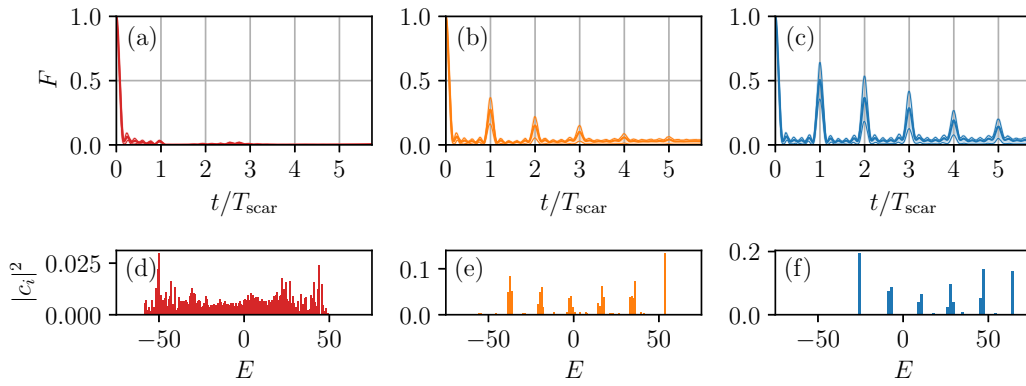 1.0 (a) 1.0 (b) 1.0 (c)
F 0.5 0.5 0.5
0.0 0.0 0.0
0 1 2 3 4 5 0 1 2 3 4 5 0 1 2 3 4 5
t/T_scar t/T_scar t/T_scar
|c_i|^2 0.025 (d) 0.1 (e) 0.2 (f)
0.000 0.0 0.0
−50 0 50 −50 0 50 −50 0 50
E E E